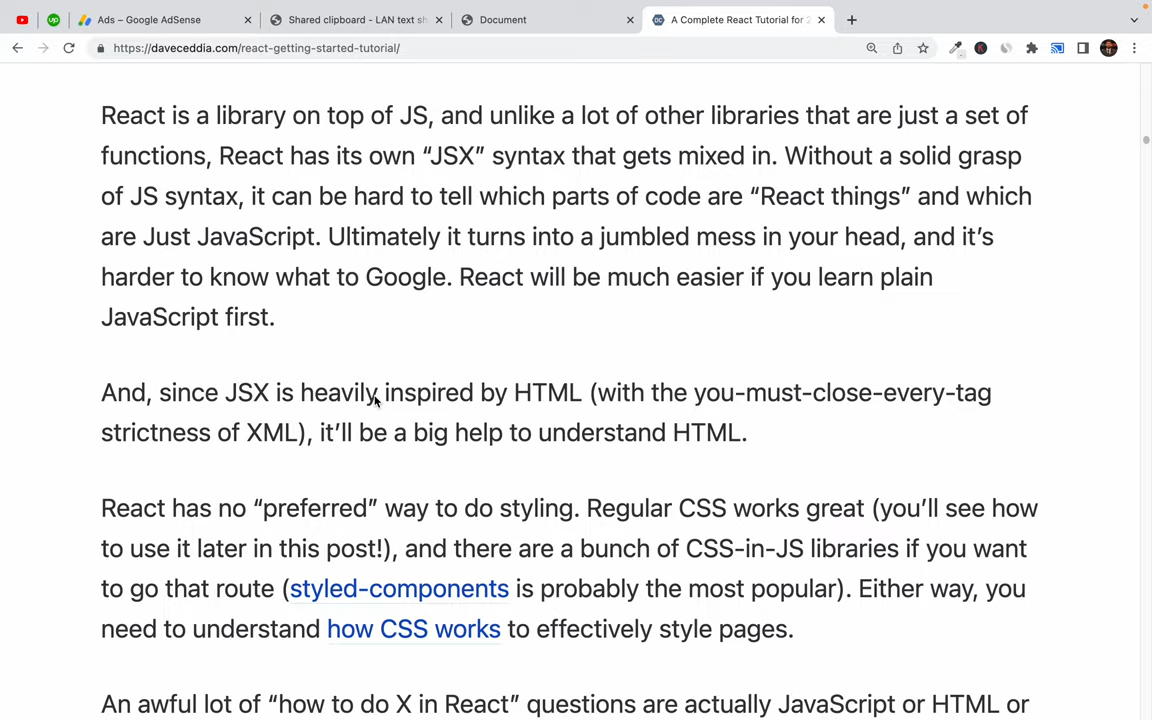 Ads – Google AdSense
Shared clipboard - LAN text sh
Document
A Complete React Tutorial for 2
https://daveceddia.com/react-getting-started-tutorial/
React is a library on top of JS, and unlike a lot of other libraries that are just a set of
functions, React has its own “JSX” syntax that gets mixed in. Without a solid grasp
of JS syntax, it can be hard to tell which parts of code are “React things” and which
are Just JavaScript. Ultimately it turns into a jumbled mess in your head, and it’s
harder to know what to Google. React will be much easier if you learn plain
JavaScript first.
And, since JSX is heavily inspired by HTML (with the you-must-close-every-tag
strictness of XML), it’ll be a big help to understand HTML.
React has no “preferred” way to do styling. Regular CSS works great (you’ll see how
to use it later in this post!), and there are a bunch of CSS-in-JS libraries if you want
to go that route (styled-components is probably the most popular). Either way, you
need to understand how CSS works to effectively style pages.
An awful lot of “how to do X in React” questions are actually JavaScript or HTML or